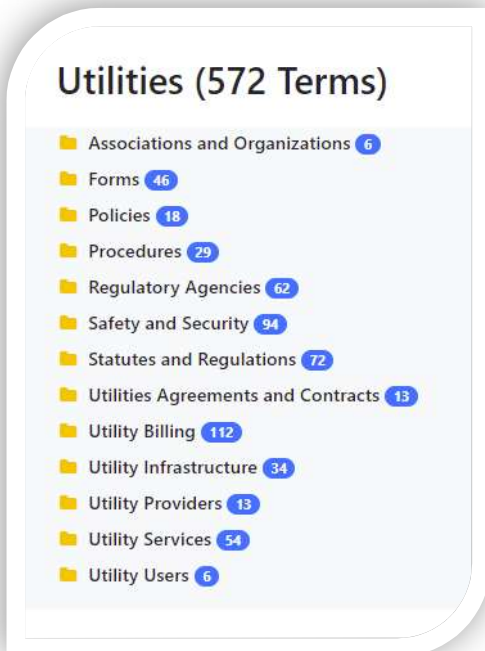 Utilities (572 Terms)
Associations and Organizations 6
Forms 46
Policies 18
Procedures 29
Regulatory Agencies 62
Safety and Security 94
Statutes and Regulations 72
Utilities Agreements and Contracts 13
Utility Billing 112
Utility Infrastructure 34
Utility Providers 13
Utility Services 54
Utility Users 6